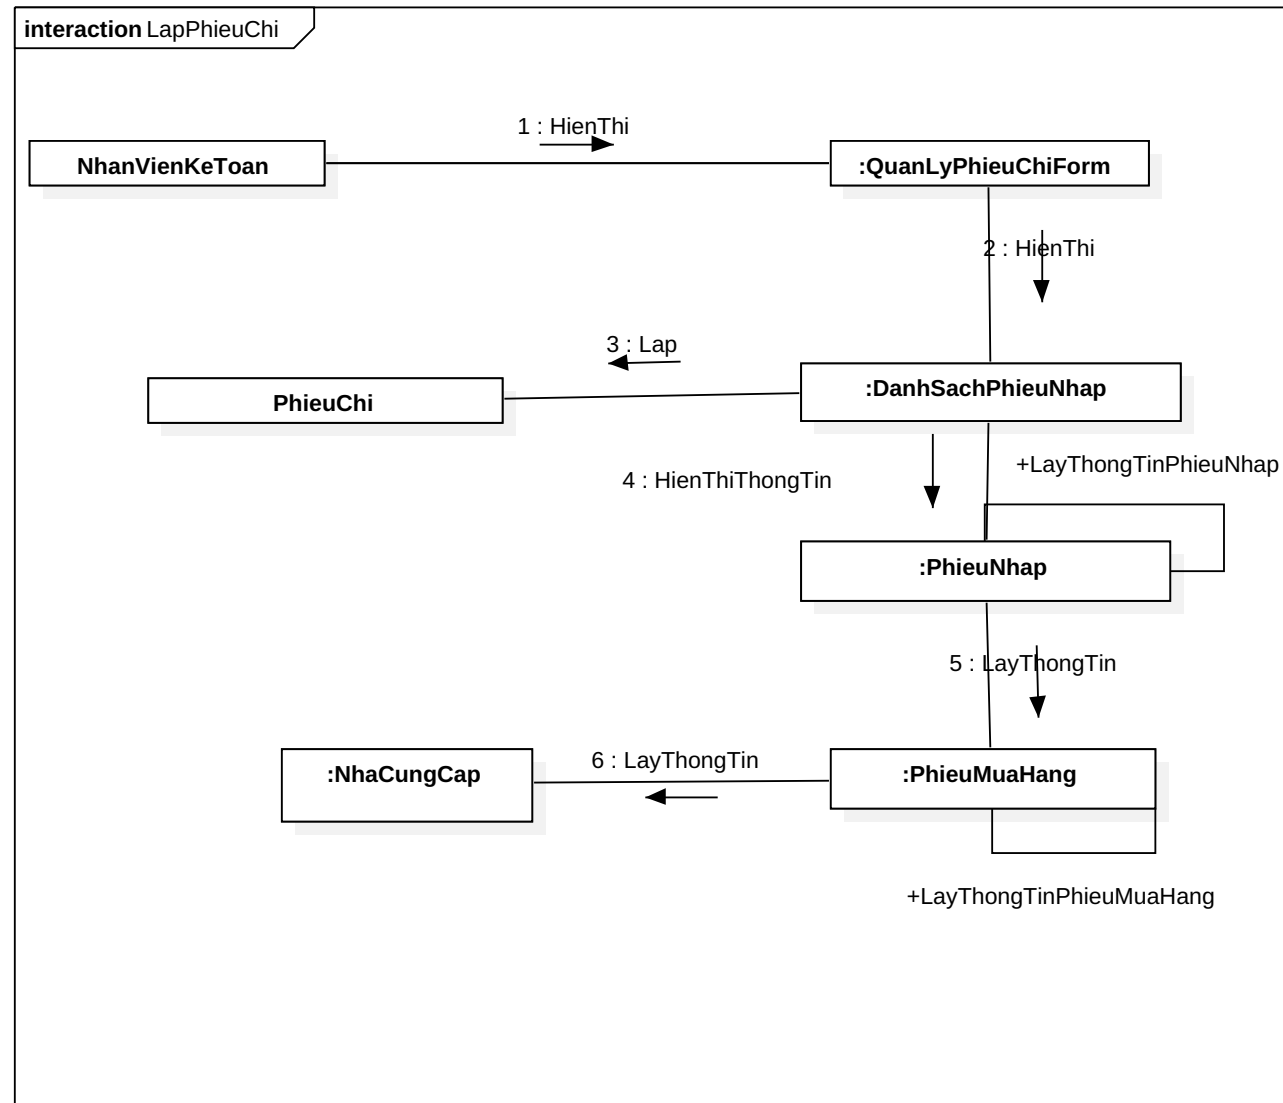 interaction LapPhieuChi
1 : HienThi
NhanVienKeToan
:QuanLyPhieuChiForm
2 : HienThi
3 : Lap
PhieuChi
:DanhSachPhieuNhap
+LayThongTinPhieuNhap
4 : HienThiThongTin
:PhieuNhap
5 : LayThongTin
:NhaCungCap
6 : LayThongTin
:PhieuMuaHang
+LayThongTinPhieuMuaHang